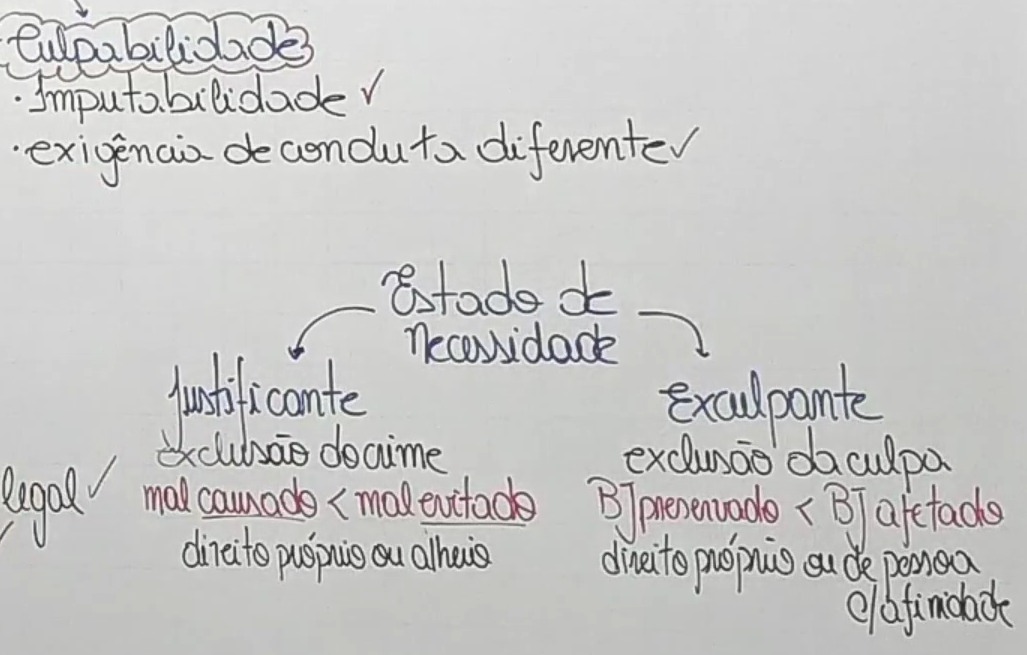 Culpabilidade
· Imputabilidade ✓
· exigência de conduta diferente ✓
Estado de
necessidade
Justificante
exclusão do crime
legal ✓
mal causado < mal evitado
direito próprio ou alheio
Exculpante
exclusão da culpa
BJ preservado < BJ afetado
direito próprio ou de pessoa
c/ afinidade